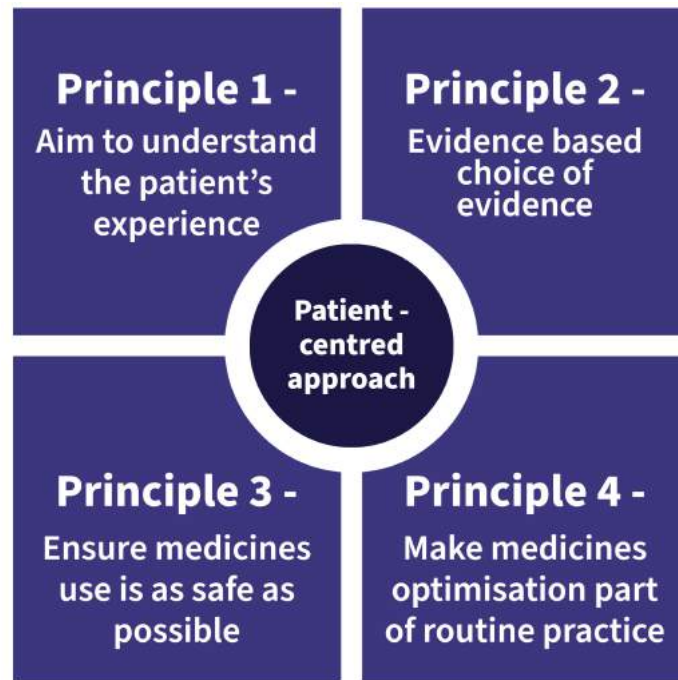 Principle 1 -
Aim to understand
the patient's
experience
Principle 2 -
Evidence based
choice of
evidence
Patient -
centred
approach
Principle 3 -
Ensure medicines
use is as safe as
possible
Principle 4 -
Make medicines
optimisation part
of routine practice